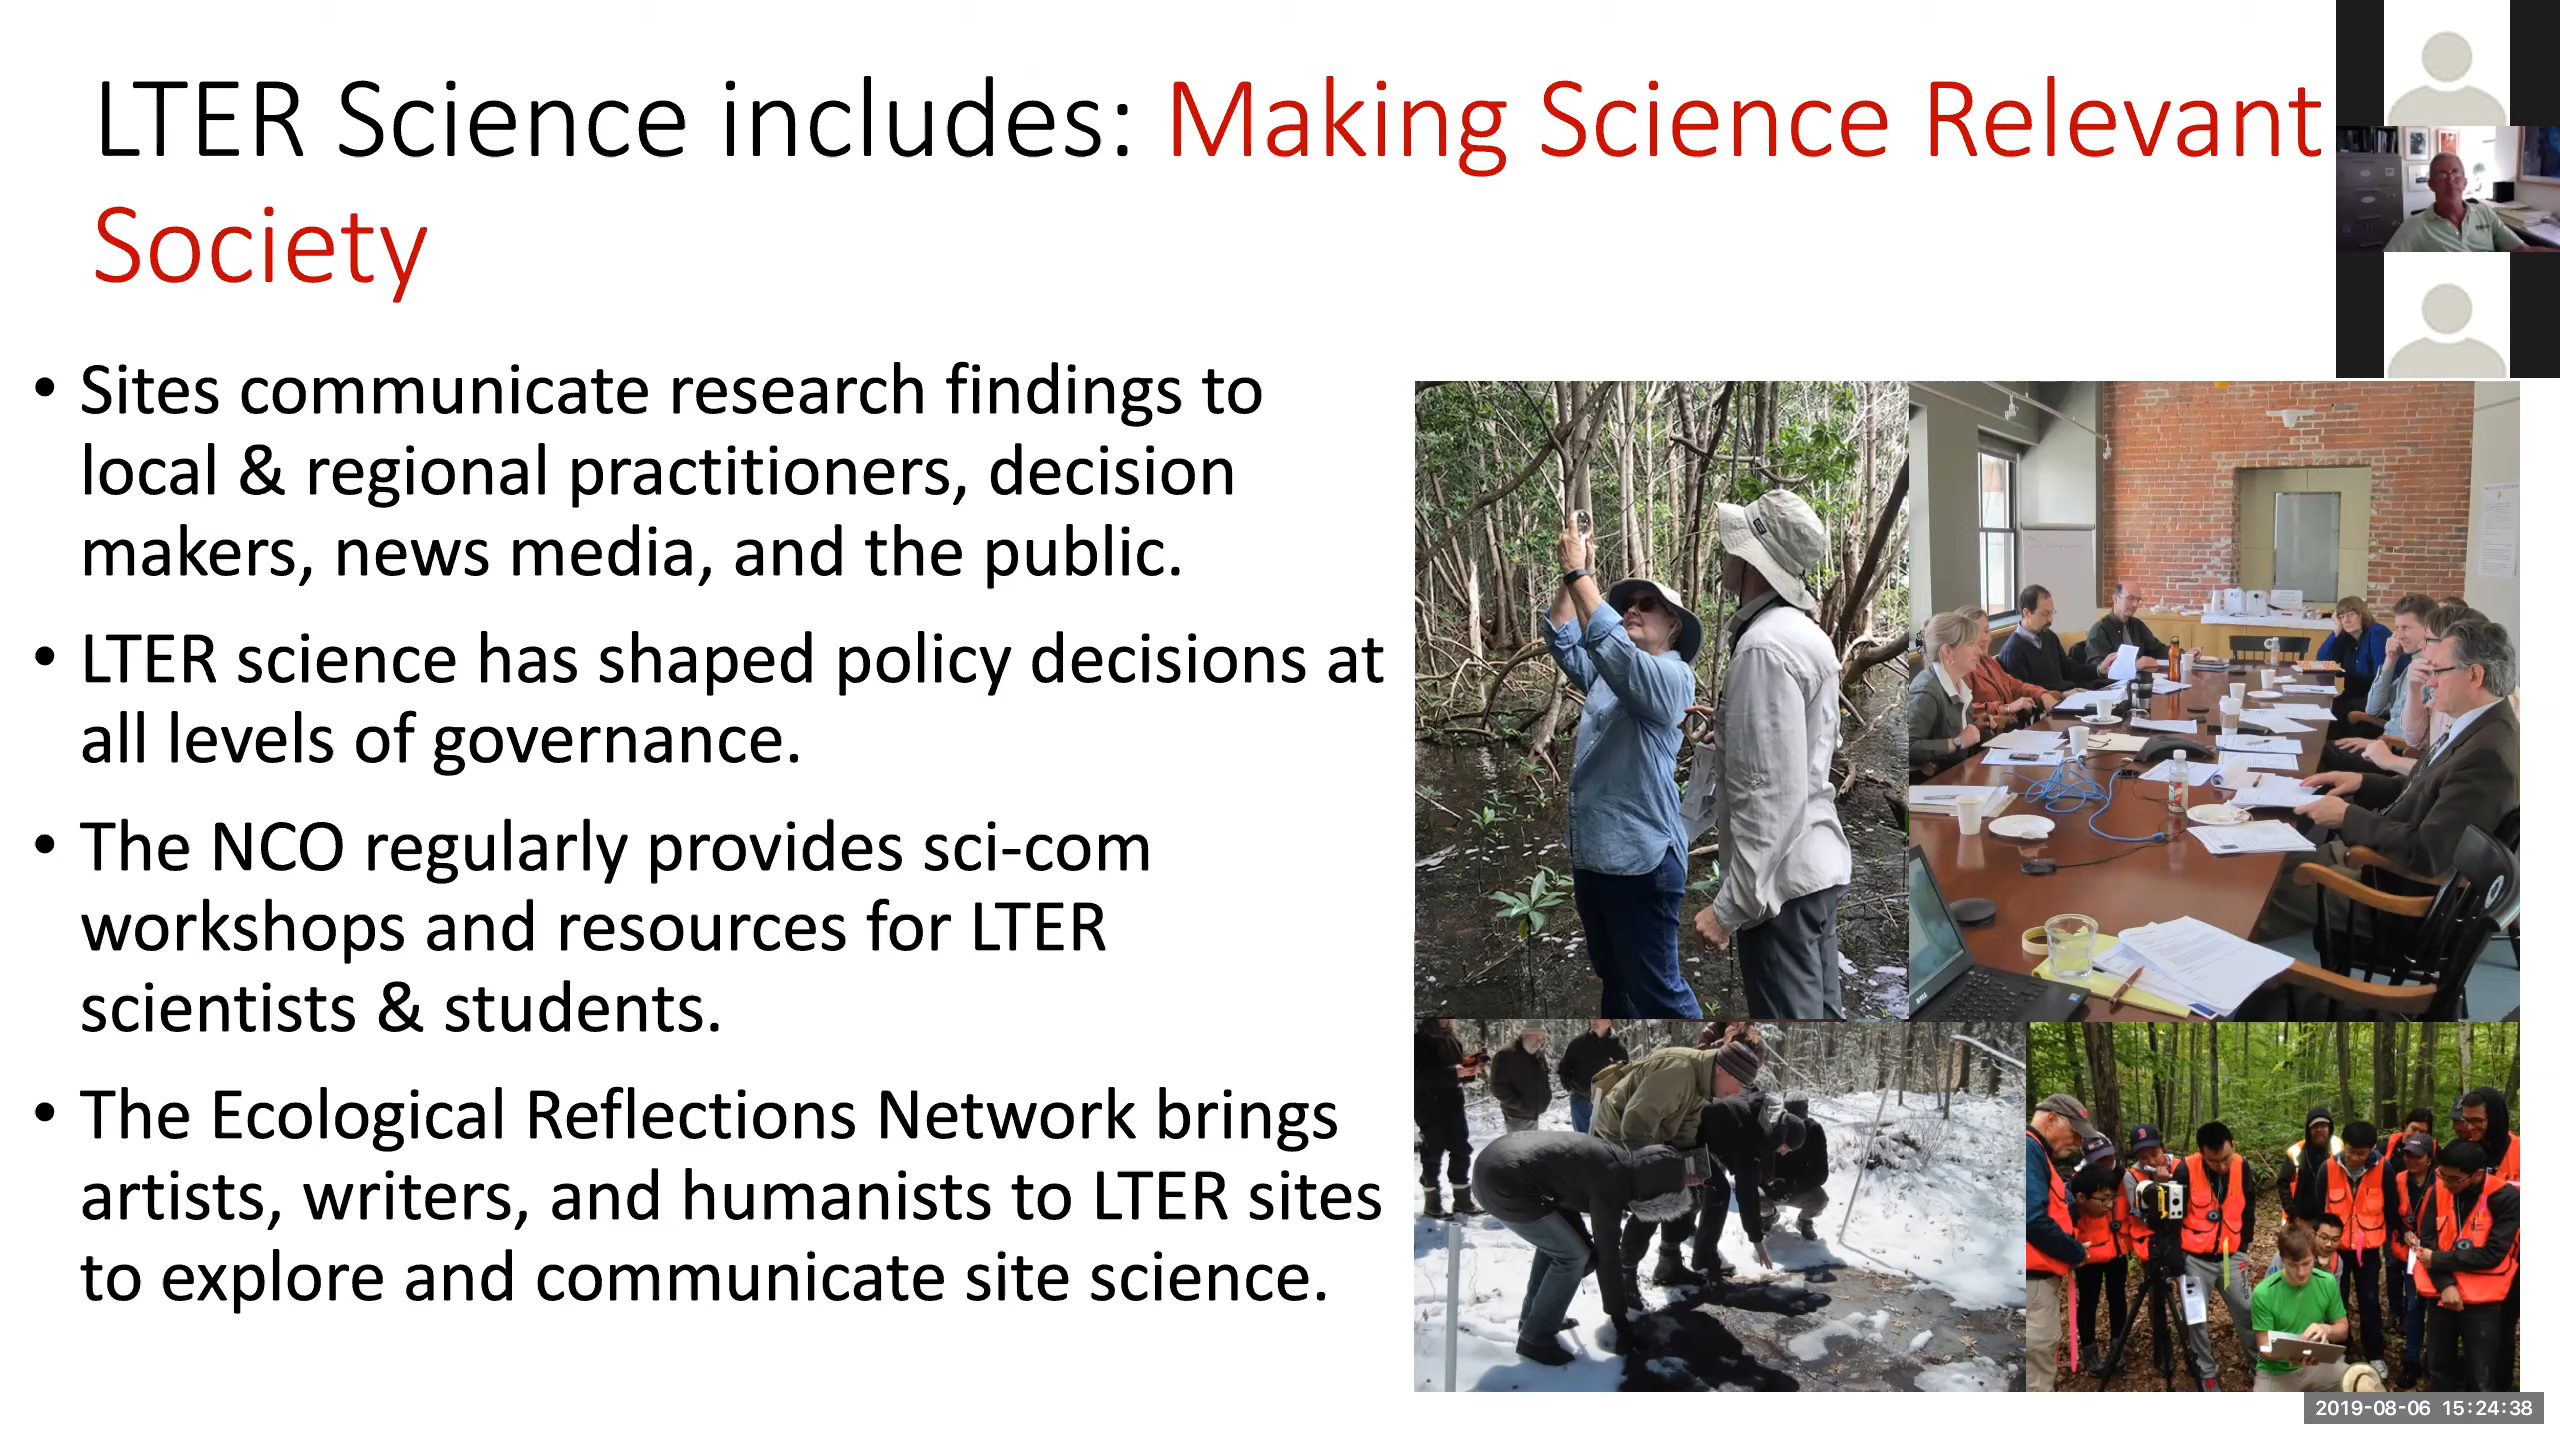 LTER Science includes: Making Science Relevant
Society
• Sites communicate research findings to
local & regional practitioners, decision
makers, news media, and the public.
• LTER science has shaped policy decisions at
all levels of governance.
• The NCO regularly provides sci-com
workshops and resources for LTER
scientists & students.
• The Ecological Reflections Network brings
artists, writers, and humanists to LTER sites
to explore and communicate site science.
2019-08-06 15:24:38